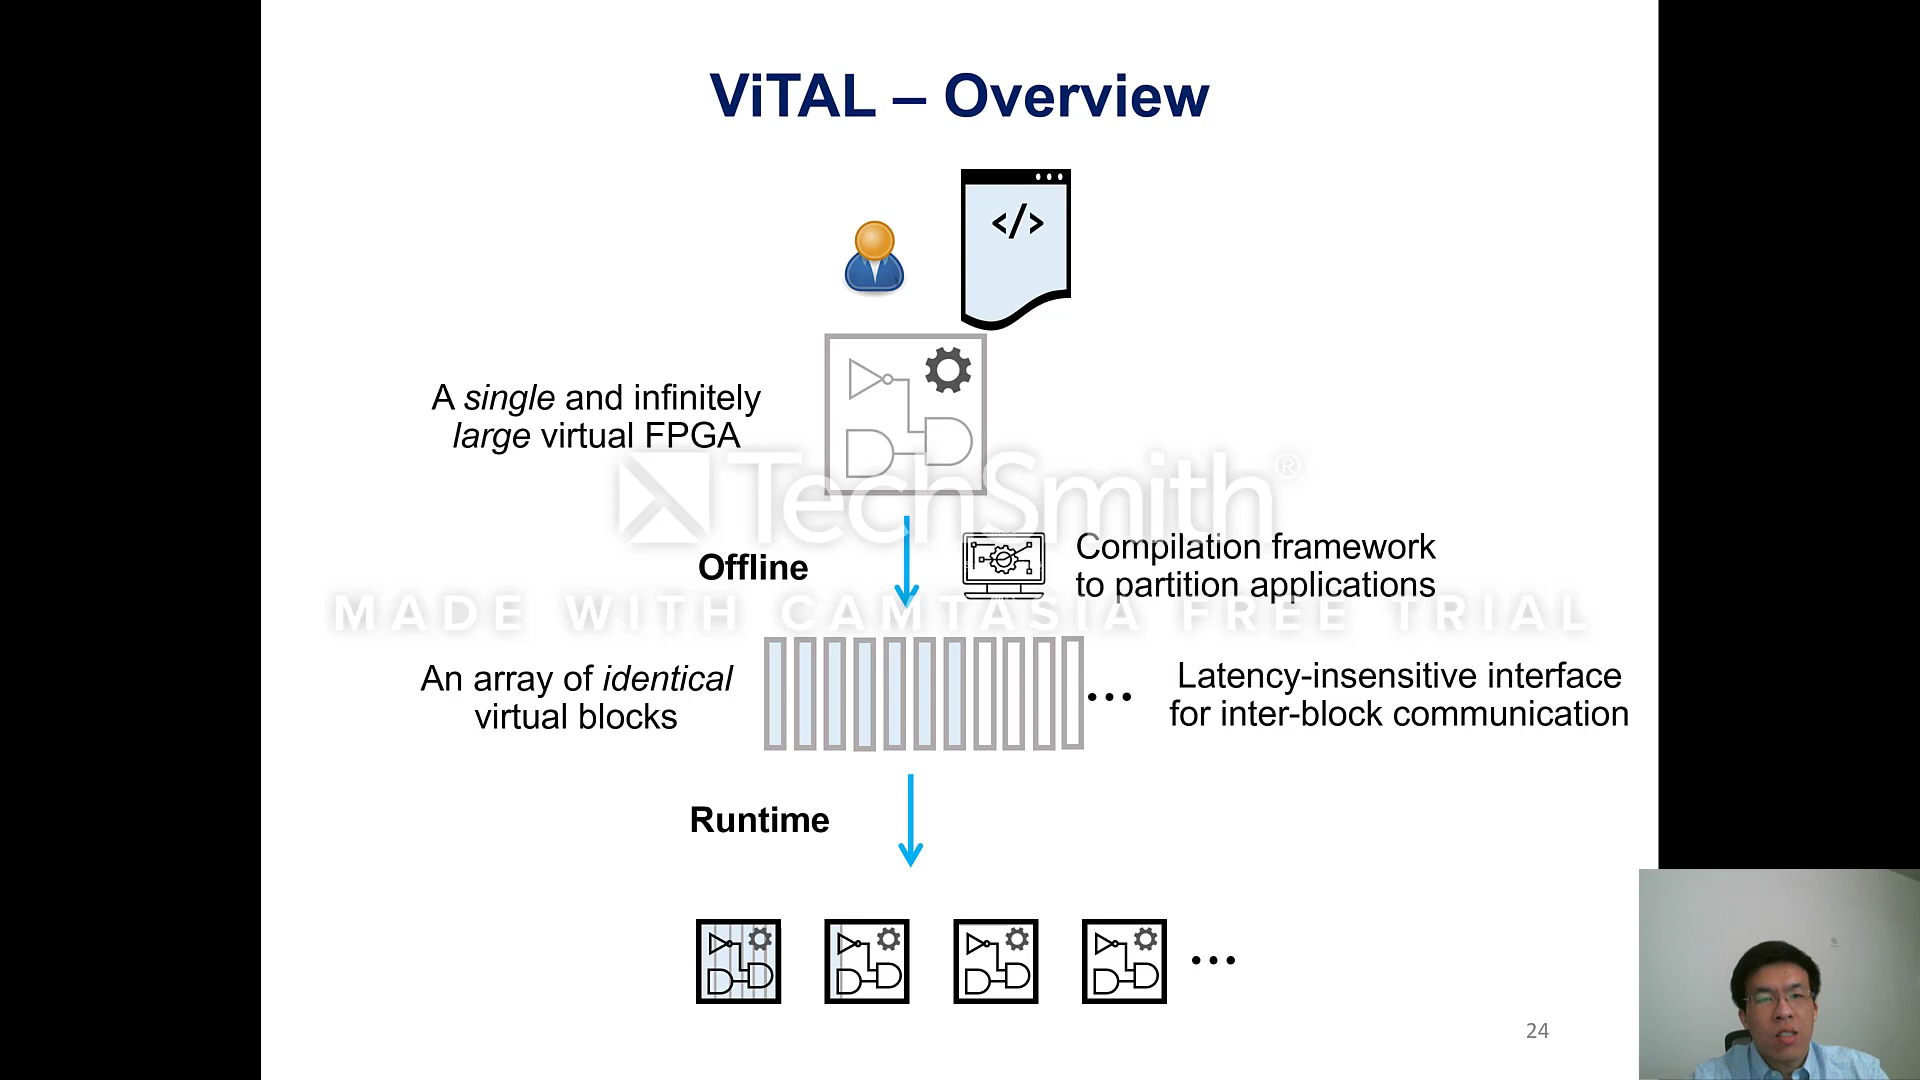 ViTAL – Overview
</>
A single and infinitely
large virtual FPGA
TechSmith®
Offline
Compilation framework
to partition applications
MADE WITH CAMTASIA FREE TRIAL
An array of identical
virtual blocks
...
Latency-insensitive interface
for inter-block communication
Runtime
...
24